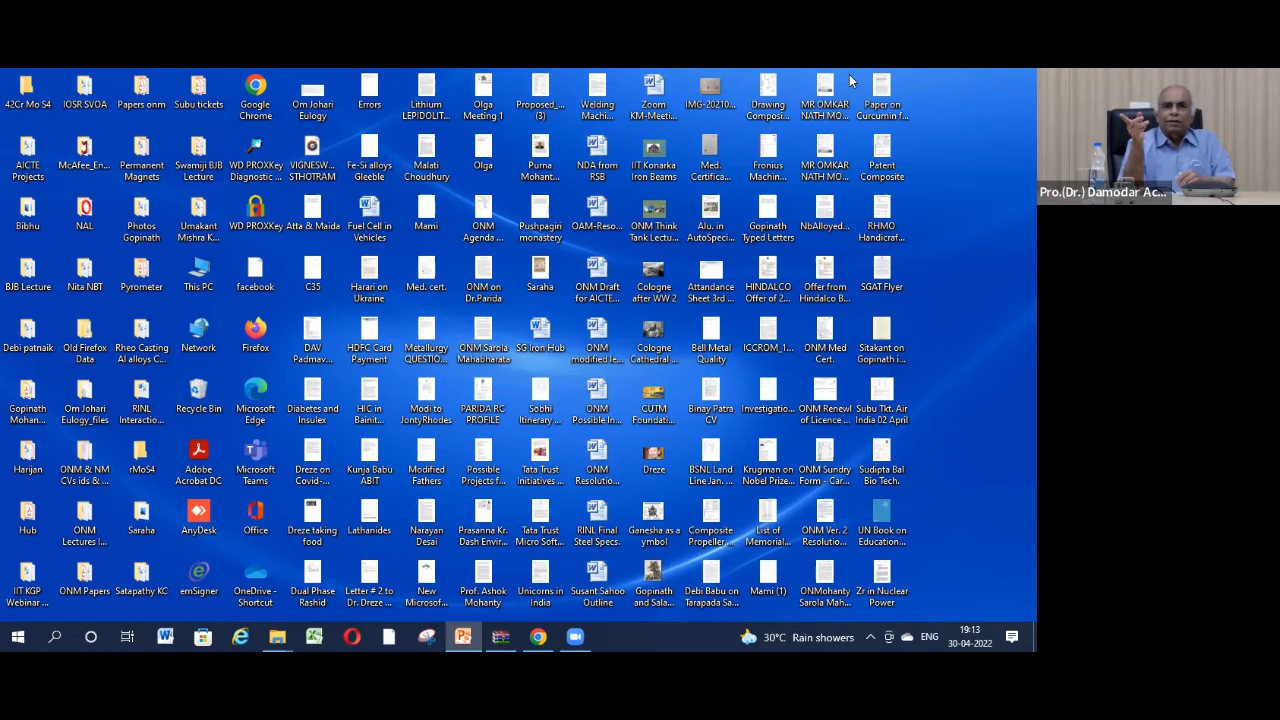 42Cr Mo S4
IOSR SVOA
Papers onm
Subu tickets
Google
Chrome
Om Johari
Eulogy
Errors
Lithium
LEPIDOLIT...
Olga
Meeting 1
Proposed_...
(3)
Welding
Machi...
Zoom
KM-Meeti...
IMG-20210...
Drawing
Composi...
MR OMKAR
NATH MO...
Paper on
Curcumin f...
AICTE
Projects
McAfee_En...
Permanent
Magnets
Swamiji BJB
Lecture
WD PROXKey
Diagnostic ...
VIGNESW...
STHOTRAM
Fe-Si alloys
Gleeble
Malati
Choudhury
Olga
Purna
Mohant...
NDA from
RSB
IIT Konarka
Iron Beams
Med.
Certifica...
Fronius
Machin...
MR OMKAR
NATH MO...
Patent
Composite
Pro.(Dr.) Damodar Ac...
Bibhu
NAL
Photos
Gopinath
Umakant
Mishra K...
WD PROXKey
Atta & Maida
Fuel Cell in
Vehicles
Mami
ONM
Agenda ...
Pushpagiri
monastery
OAM-Reso...
ONM Think
Tank Lectu...
Alu. in
AutoSpeci...
Gopinath
Typed Letters
NbAlloyed...
RHMO
Handicraf...
BJB Lecture
Nita NBT
Pyrometer
This PC
facebook
C35
Harari on
Ukraine
Med. cert.
ONM on
Dr.Parida
Saraha
ONM Draft
for AICTE...
Cologne
after WW 2
Attandance
Sheet 3rd ...
HINDALCO
Offer of 2...
Offer from
Hindalco B...
SGAT Flyer
Debi patnaik
Old Firefox
Data
Rheo Casting
Al alloys C...
Network
Firefox
DAV
Padmav...
HDFC Card
Payment
Metallurgy
QUESTIO...
ONM Sarola
Mahabharata
SG Iron Hub
ONM
modified le...
Cologne
Cathedral ...
Bell Metal
Quality
ICCROM_1...
ONM Med
Cert.
Sitakant on
Gopinath i...
Gopinath
Mohan...
Om Johari
Eulogy_files
RINL
Interactio...
Recycle Bin
Microsoft
Edge
Diabetes and
Insulex
HIC in
Bainit...
Modi to
JontyRhodes
PARIDA RC
PROFILE
Sobhi
Itinerary ...
ONM
Possible In...
CUTM
Foundati...
Binay Patra
CV
Investigatio...
ONM Renewl
of Licence ...
Subu Tkt. Air
India 02 April
Harijan
ONM & NM
CVs ids & ...
rMoS4
Adobe
Acrobat DC
Microsoft
Teams
Dreze on
Covid-...
Kunja Babu
ABIT
Modified
Fathers
Possible
Projects f...
Tata Trust
Initiatives ...
ONM
Resolutio...
Dreze
BSNL Land
Line Jan. ...
Krugman on
Nobel Prize...
ONM Sundry
Form - Car...
Sudipta Bal
Bio Tech.
Hub
ONM
Lectures I...
Saraha
AnyDesk
Office
Dreze taking
food
Lathanides
Narayan
Desai
Prasanna Kr.
Dash Envir...
Tata Trust
Micro Soft...
RINL Final
Steel Specs.
Ganesha as a
symbol
Composite
Propeller ...
List of
Memorial...
ONM Ver. 2
Resolutio...
UN Book on
Education...
IIT KGP
Webinar ...
ONM Papers
Satapathy KC
emSigner
OneDrive -
Shortcut
Dual Phase
Rashid
Letter # 2 to
Dr. Dreze ...
New
Microsof...
Prof. Ashok
Mohanty
Unicorns in
India
Susant Sahoo
Outline
Gopinath
and Sala...
Debi Babu on
Tarapada Sa...
Mami (1)
ONMohanty
Sarola Mah...
Zr in Nuclear
Power
30°C Rain showers
ENG
19:13
30-04-2022